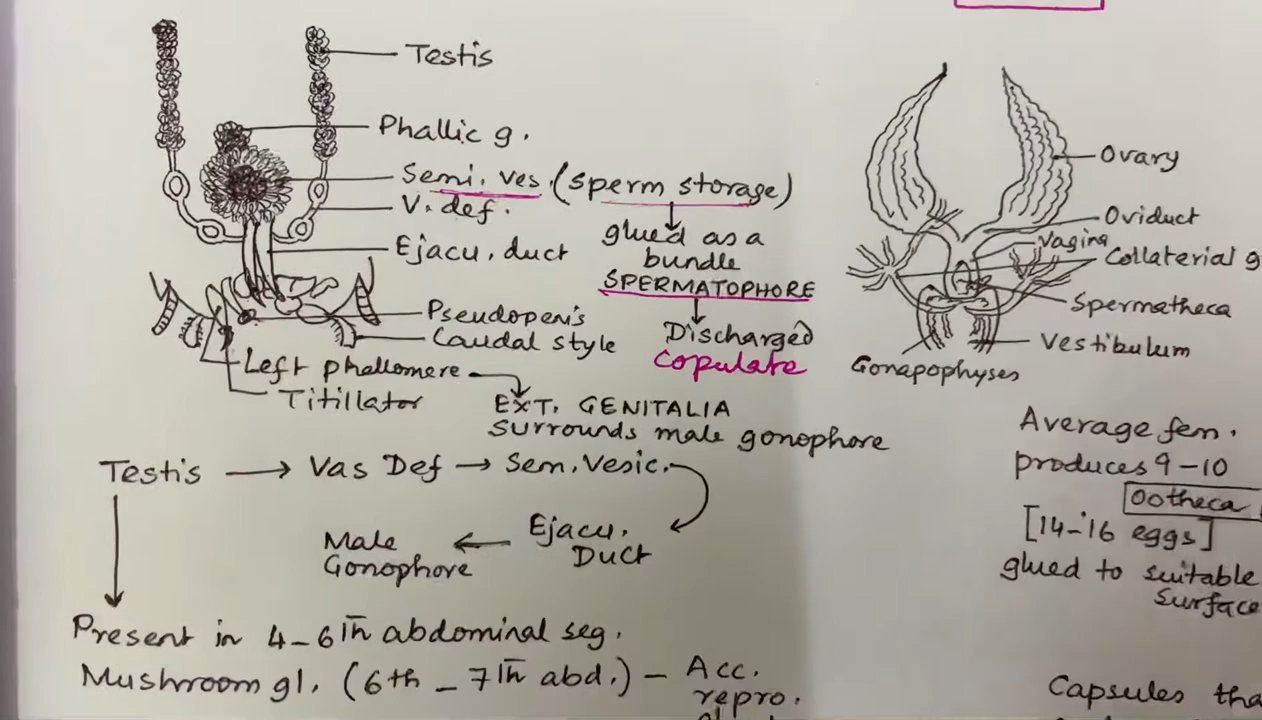 Testis
Phallic g.
Semi. ves. (sperm storage)
V. def.
glued as a
bundle
SPERMATOPHORE
Ejacu. duct
Discharged
Copulate
Pseudopenis
Caudal style
Left phallomere
Titillator
EXT. GENITALIA
Surrounds male gonophore
Testis → Vas Def → Sem. Vesic.
Ejacu.
Duct
Male
Gonophore
Present in 4-6th abdominal seg.
Mushroom gl. (6th - 7th abd.) - Acc.
repro.
Ovary
Oviduct
Vagina
Collaterial g
Spermatheca
Vestibulum
Gonapophyses
Average fem.
produces 9-10
Ootheca
[14-16 eggs]
glued to suitable
surface
Capsules tha